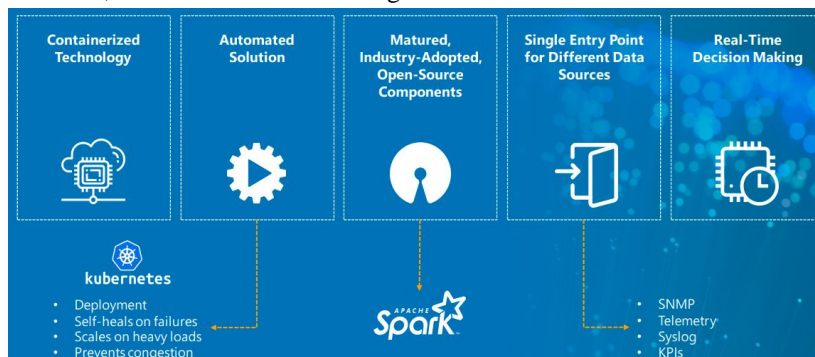 Containerized
Technology
Automated
Solution
Matured,
Industry-Adopted,
Open-Source
Components
Single Entry Point
for Different Data
Sources
Real-Time
Decision Making
kubernetes
• Deployment
• Self-heals on failures
• Scales on heavy loads
• Prevents congestion
APACHE
Spark
• SNMP
• Telemetry
• Syslog
• KPIs